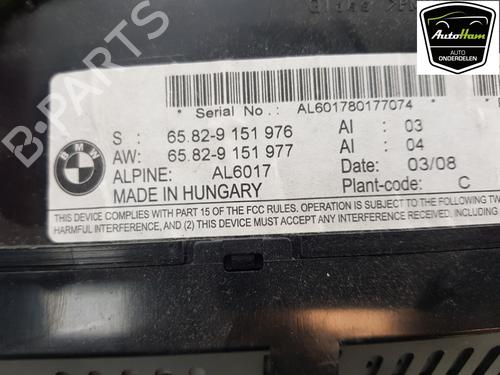 AutoHam
AUTO
ONDERDELEN
B-PARTS
* Serial No.: AL601780177074 *
S : 65.82-9 151 976 AI : 03
AW: 65.82-9 151 977 AI : 04
ALPINE: AL6017 Date: 03/08
MADE IN HUNGARY Plant-code: C
BMW
THIS DEVICE COMPLIES WITH PART 15 OF THE FCC RULES. OPERATION IS SUBJECT TO THE FOLLOWING TW
HARMFUL INTERFERENCE, AND (2) THIS DEVICE MUST ACCEPT ANY INTERFERENCE RECEIVED, INCLUDING